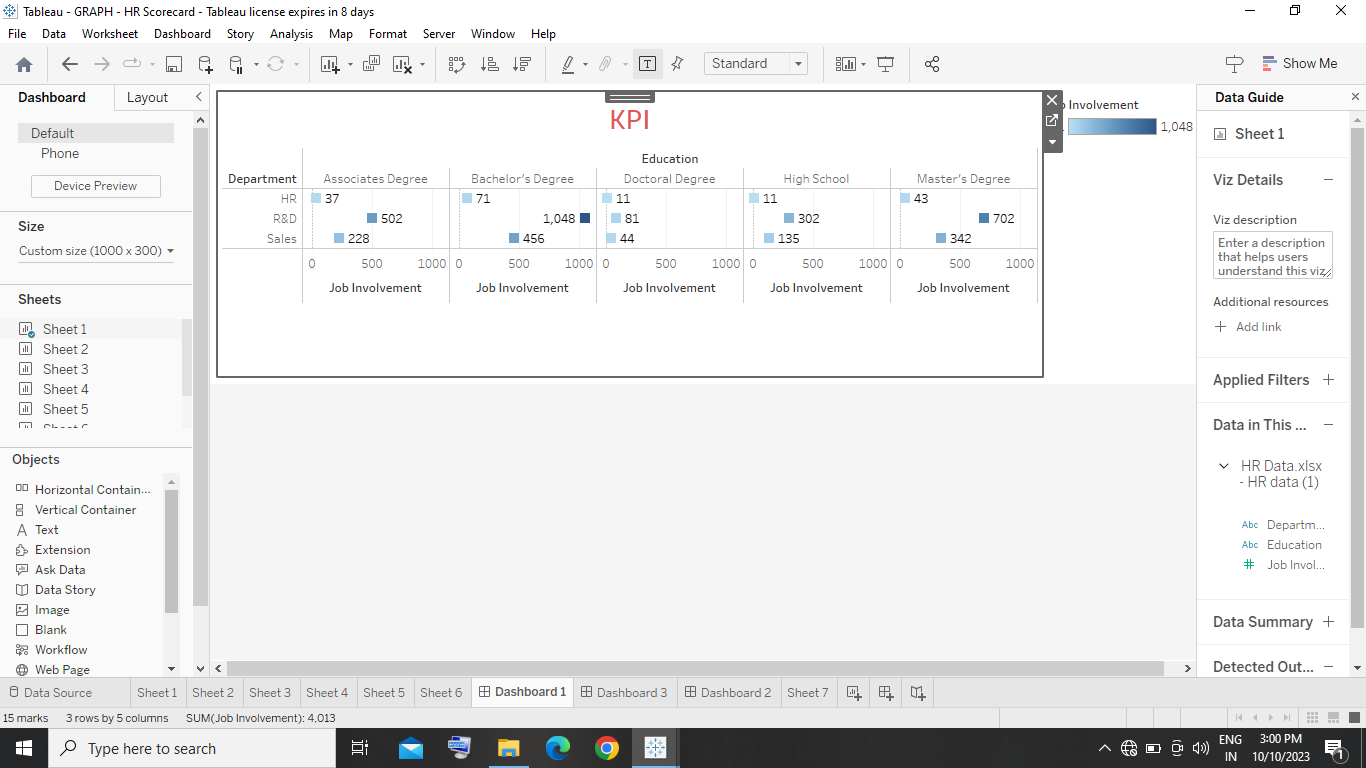 Tableau - GRAPH - HR Scorecard - Tableau license expires in 8 days
File Data Worksheet Dashboard Story Analysis Map Format Server Window Help
Standard
Show Me
Dashboard Layout
Default
Phone
Device Preview
Size
Custom size (1000 x 300)
Sheets
Sheet 1
Sheet 2
Sheet 3
Sheet 4
Sheet 5
Objects
Horizontal Contain...
Vertical Container
Text
Extension
Ask Data
Data Story
Image
Blank
Workflow
Web Page
KPI
Education
Department Associates Degree Bachelor's Degree Doctoral Degree High School Master's Degree
HR 37 71 11 11 43
R&D 502 1,048 81 302 702
Sales 228 456 44 135 342
0 500 1000 0 500 1000 0 500 1000 0 500 1000 0 500 1000
Job Involvement Job Involvement Job Involvement Job Involvement Job Involvement
Involvement
1,048
Data Guide
Sheet 1
Viz Details
Viz description
Enter a description
that helps users
understand this viz
Additional resources
Add link
Applied Filters
Data in This ...
HR Data.xlsx
- HR data (1)
Abc Departm...
Abc Education
# Job Invol...
Data Summary
Detected Out...
Data Source Sheet 1 Sheet 2 Sheet 3 Sheet 4 Sheet 5 Sheet 6 Dashboard 1 Dashboard 3 Dashboard 2 Sheet 7
15 marks 3 rows by 5 columns SUM(Job Involvement): 4,013
Type here to search
ENG
IN
3:00 PM
10/10/2023
1